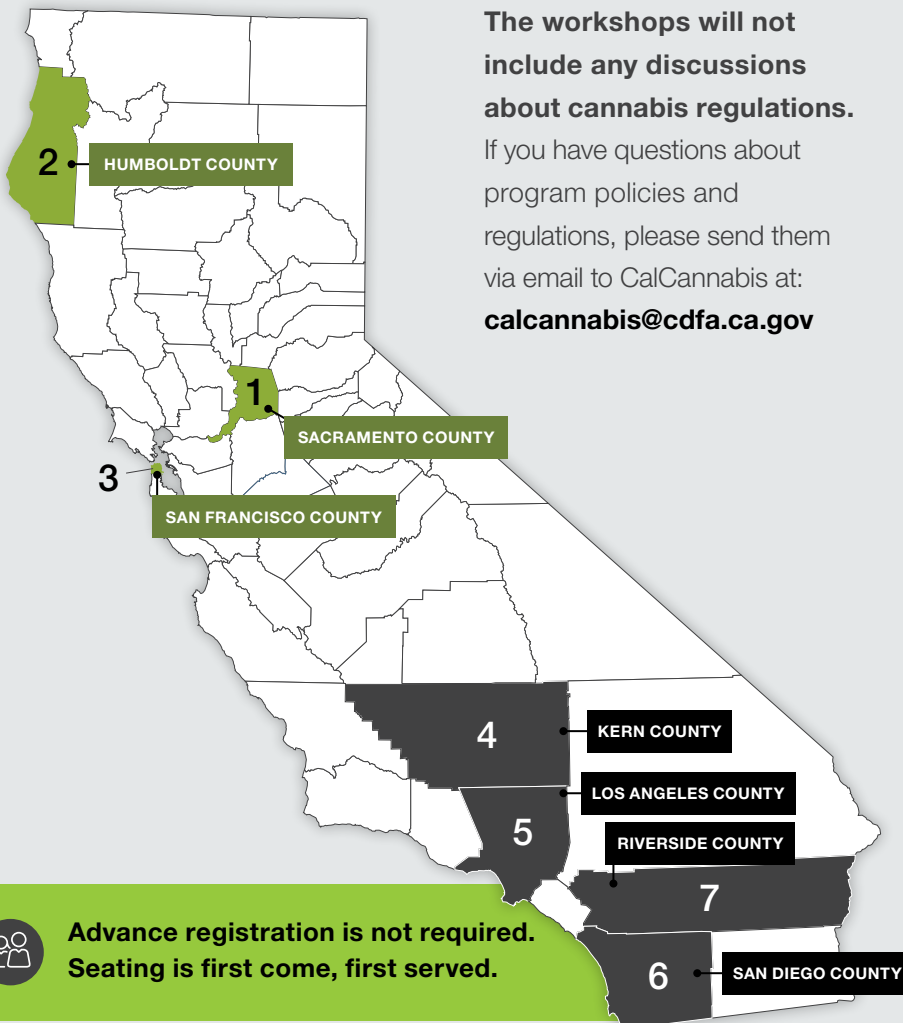 The workshops will not
include any discussions
about cannabis regulations.
If you have questions about
program policies and
regulations, please send them
via email to CalCannabis at:
calcannabis@cdfa.ca.gov
2
HUMBOLDT COUNTY
1
SACRAMENTO COUNTY
3
SAN FRANCISCO COUNTY
4
KERN COUNTY
LOS ANGELES COUNTY
5
RIVERSIDE COUNTY
7
6
SAN DIEGO COUNTY
Advance registration is not required.
Seating is first come, first served.